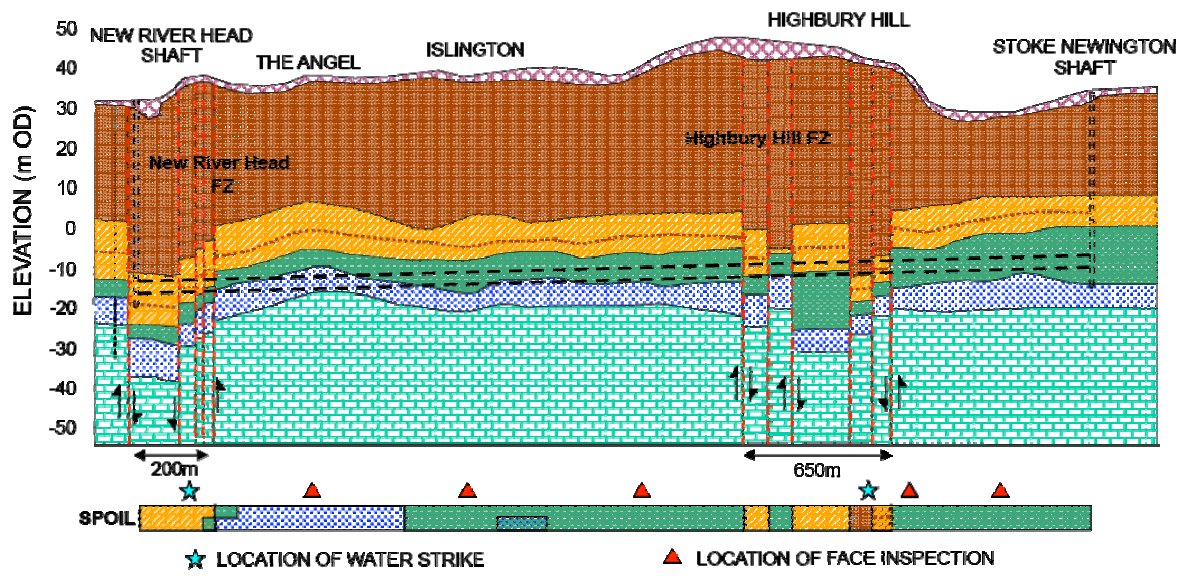 HIGHBURY HILL
NEW RIVER HEAD
SHAFT
THE ANGEL
ISLINGTON
STOKE NEWINGTON
SHAFT
ELEVATION (m OD)
50
40
30
20
10
0
-10
-20
-30
-40
-50
New River Head
FZ
Highbury Hill FZ
200m
650m
SPOIL
LOCATION OF WATER STRIKE
LOCATION OF FACE INSPECTION